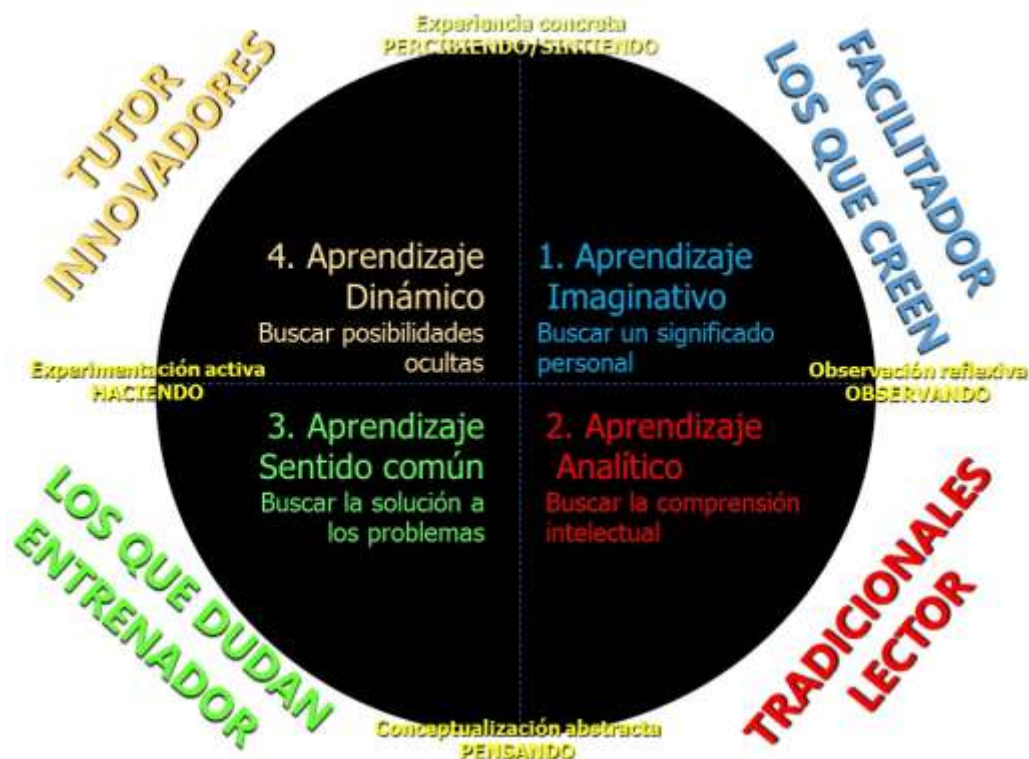 Experiencia concreta
PERCIBIENDO/SINTIENDO
TUTOR
INNOVADORES
FACILITADOR
LOS QUE CREEN
4. Aprendizaje
Dinámico
Buscar posibilidades
ocultas
1. Aprendizaje
Imaginativo
Buscar un significado
personal
Experimentación activa
HACIENDO
Observación reflexiva
OBSERVANDO
3. Aprendizaje
Sentido común
Buscar la solución a
los problemas
2. Aprendizaje
Analítico
Buscar la comprensión
intelectual
LOS QUE DUDAN
ENTRENADOR
TRADICIONALES
LECTOR
Conceptualización abstracta
PENSANDO